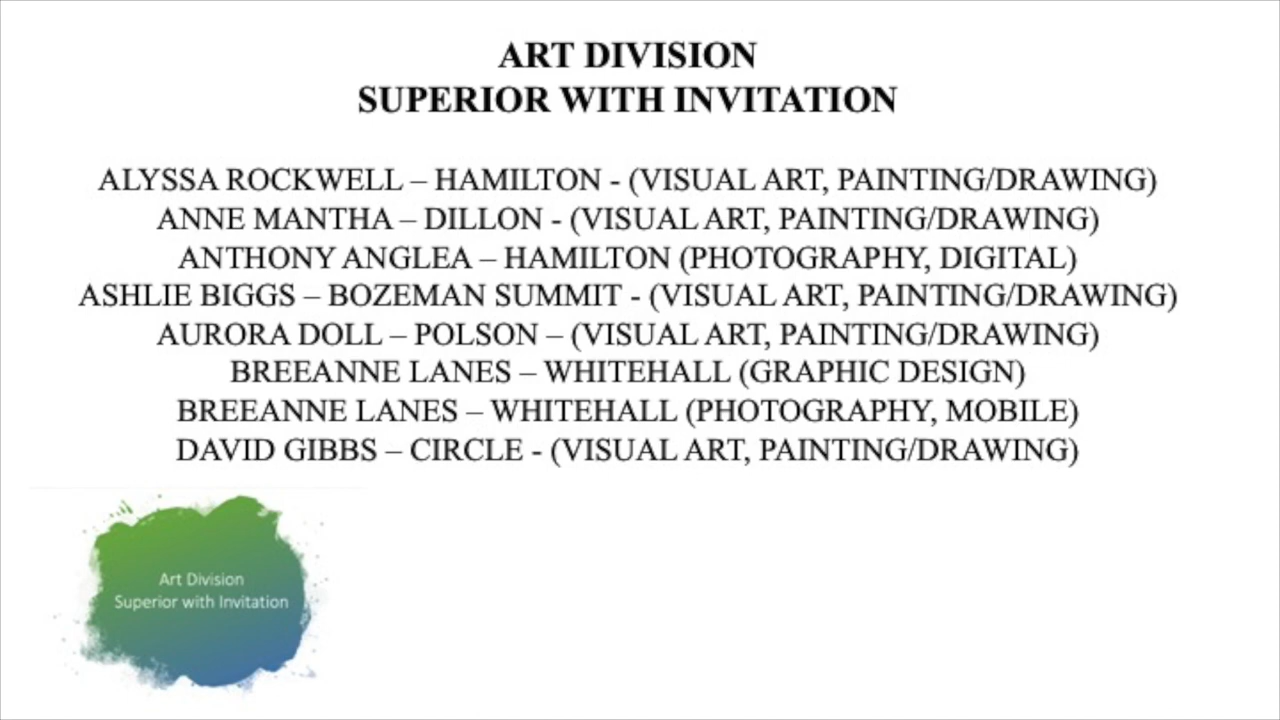 ART DIVISION
SUPERIOR WITH INVITATION
ALYSSA ROCKWELL – HAMILTON - (VISUAL ART, PAINTING/DRAWING)
ANNE MANTHA – DILLON - (VISUAL ART, PAINTING/DRAWING)
ANTHONY ANGLEA – HAMILTON (PHOTOGRAPHY, DIGITAL)
ASHLIE BIGGS – BOZEMAN SUMMIT - (VISUAL ART, PAINTING/DRAWING)
AURORA DOLL – POLSON – (VISUAL ART, PAINTING/DRAWING)
BREEANNE LANES – WHITEHALL (GRAPHIC DESIGN)
BREEANNE LANES – WHITEHALL (PHOTOGRAPHY, MOBILE)
DAVID GIBBS – CIRCLE - (VISUAL ART, PAINTING/DRAWING)
Art Division
Superior with Invitation